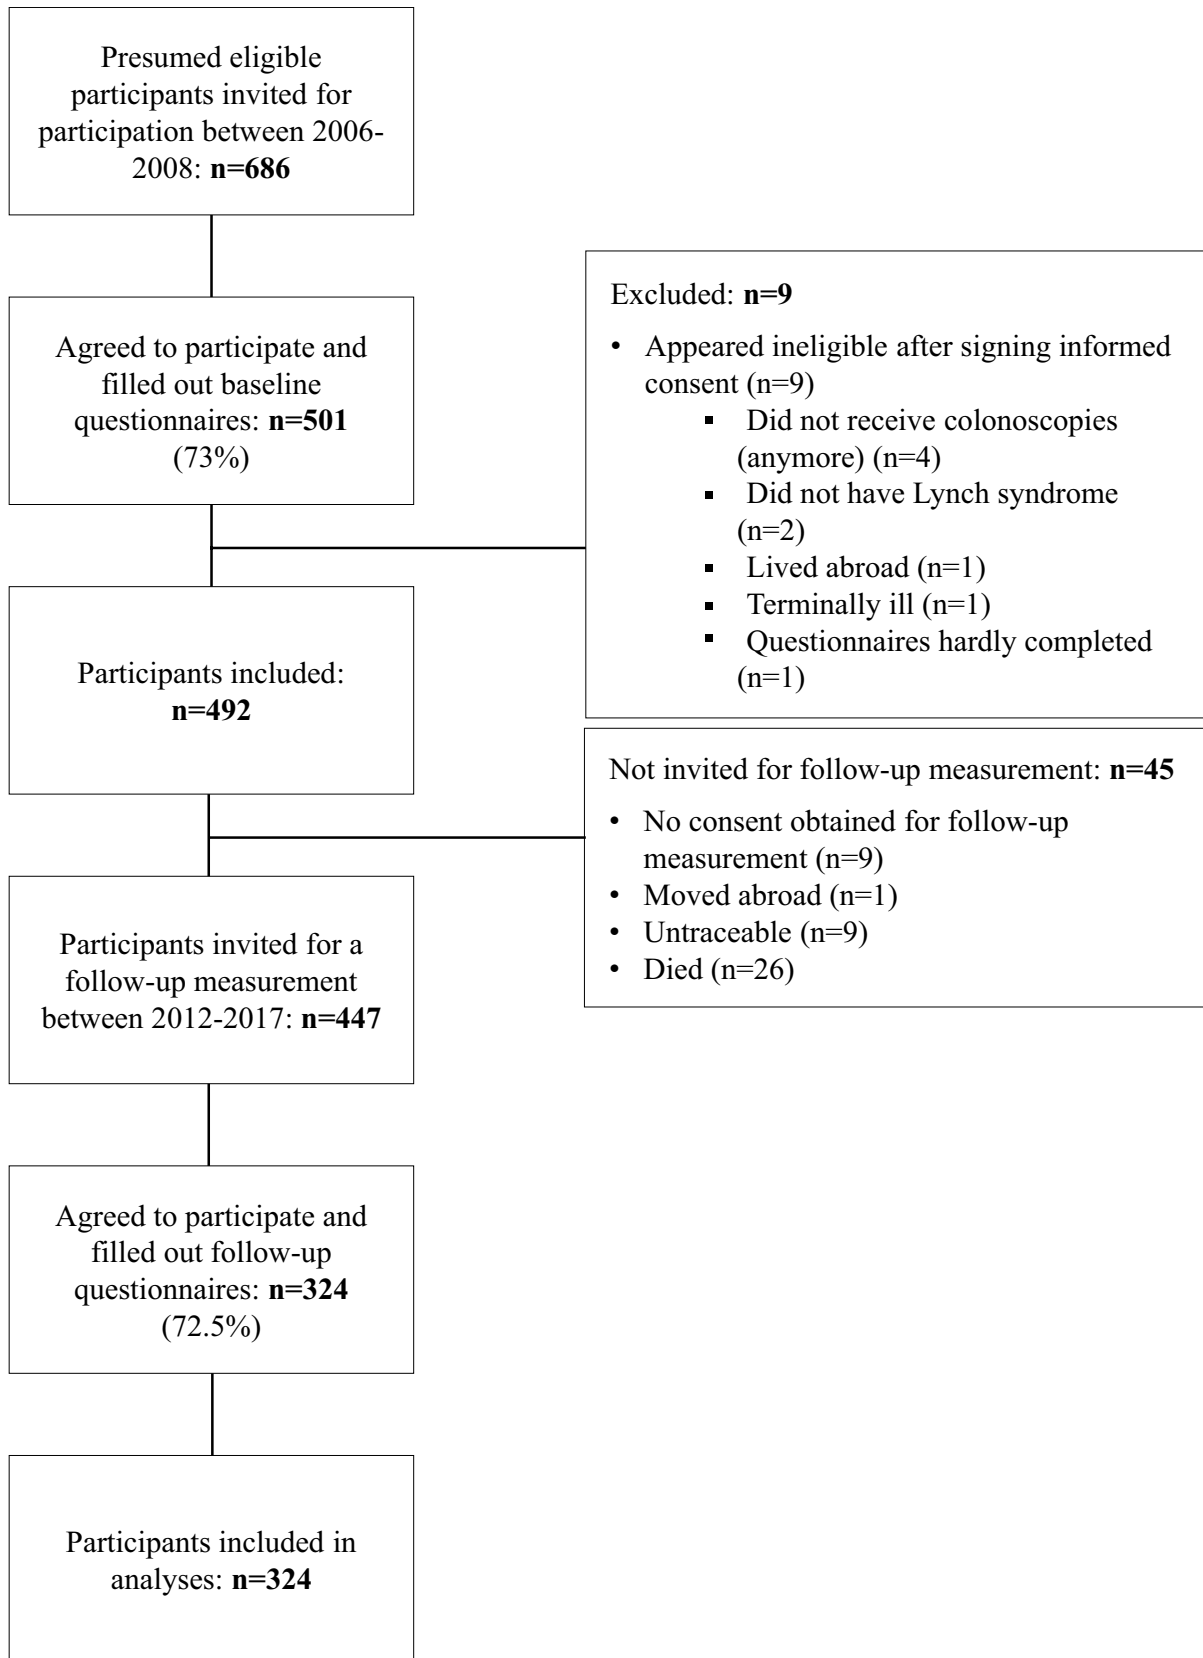 Presumed eligible
participants invited for
participation between 2006-
2008: n=686
Agreed to participate and
filled out baseline
questionnaires: n=501
(73%)
Excluded: n=9
• Appeared ineligible after signing informed
consent (n=9)
▪ Did not receive colonoscopies
(anymore) (n=4)
▪ Did not have Lynch syndrome
(n=2)
▪ Lived abroad (n=1)
▪ Terminally ill (n=1)
▪ Questionnaires hardly completed
(n=1)
Participants included:
n=492
Not invited for follow-up measurement: n=45
• No consent obtained for follow-up
measurement (n=9)
• Moved abroad (n=1)
• Untraceable (n=9)
• Died (n=26)
Participants invited for a
follow-up measurement
between 2012-2017: n=447
Agreed to participate and
filled out follow-up
questionnaires: n=324
(72.5%)
Participants included in
analyses: n=324